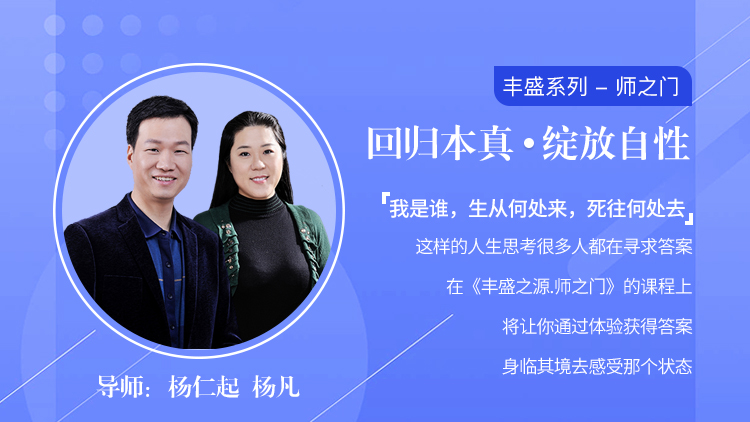 丰盛系列 – 师之门
回归本真·绽放自性
「我是谁，生从何处来，死往何处去」
这样的人生思考很多人都在寻求答案
在《丰盛之源.师之门》的课程上
将让你通过体验获得答案
身临其境去感受那个状态
导师：杨仁起 杨凡